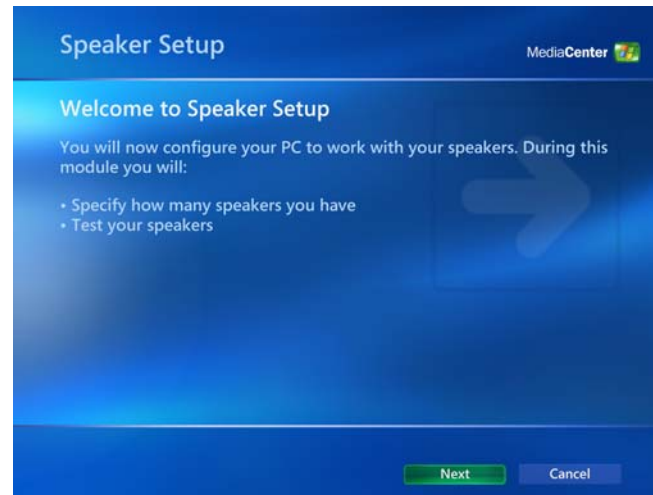 Speaker Setup
MediaCenter
Welcome to Speaker Setup
You will now configure your PC to work with your speakers. During this
module you will:
• Specify how many speakers you have
• Test your speakers
Next Cancel